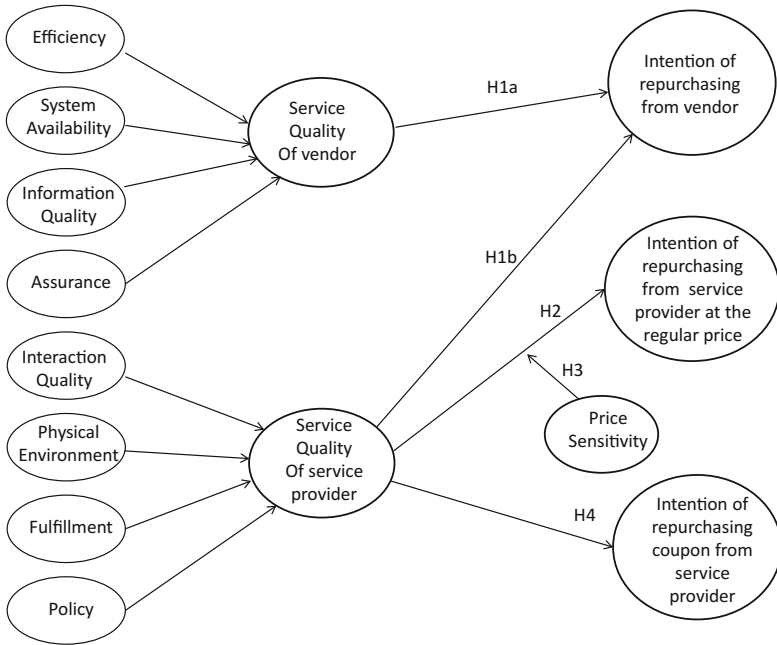 Efficiency
System
Availability
Information
Quality
Assurance
Interaction
Quality
Physical
Environment
Fulfillment
Policy
Service
Quality
Of vendor
Service
Quality
Of service
provider
H1a
H1b
H2
H3
H4
Price
Sensitivity
Intention of
repurchasing
from vendor
Intention of
repurchasing
from service
provider at the
regular price
Intention of
repurchasing
coupon from
service
provider